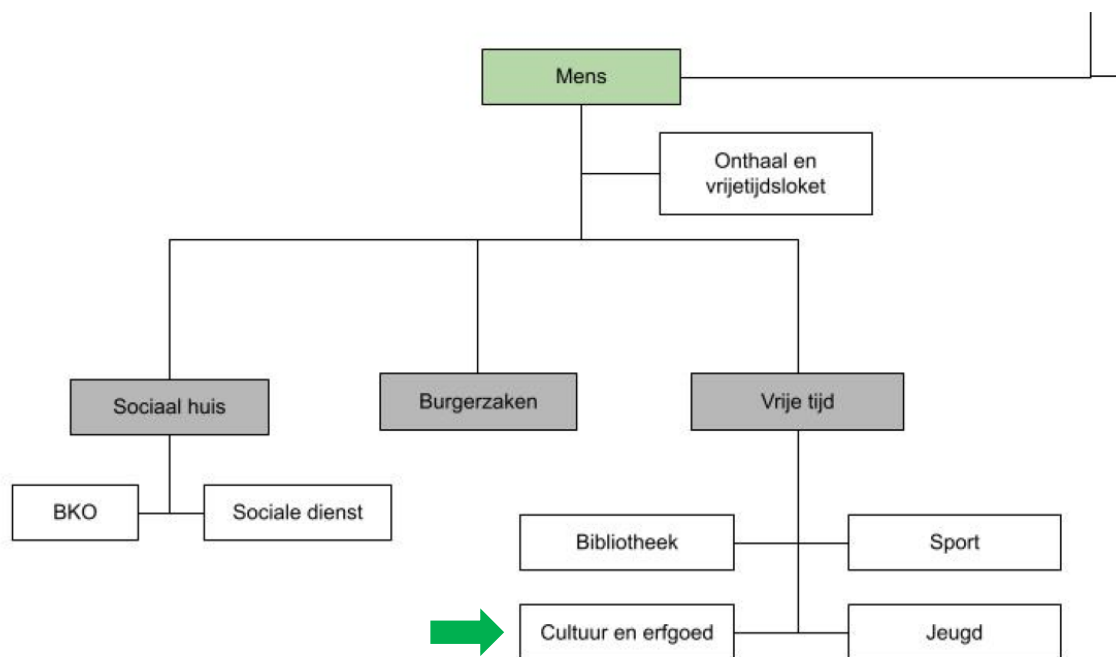 Mens
Onthaal en
vrijetijdsloket
Sociaal huis
Burgerzaken
Vrije tijd
BKO
Sociale dienst
Bibliotheek
Sport
Cultuur en erfgoed
Jeugd